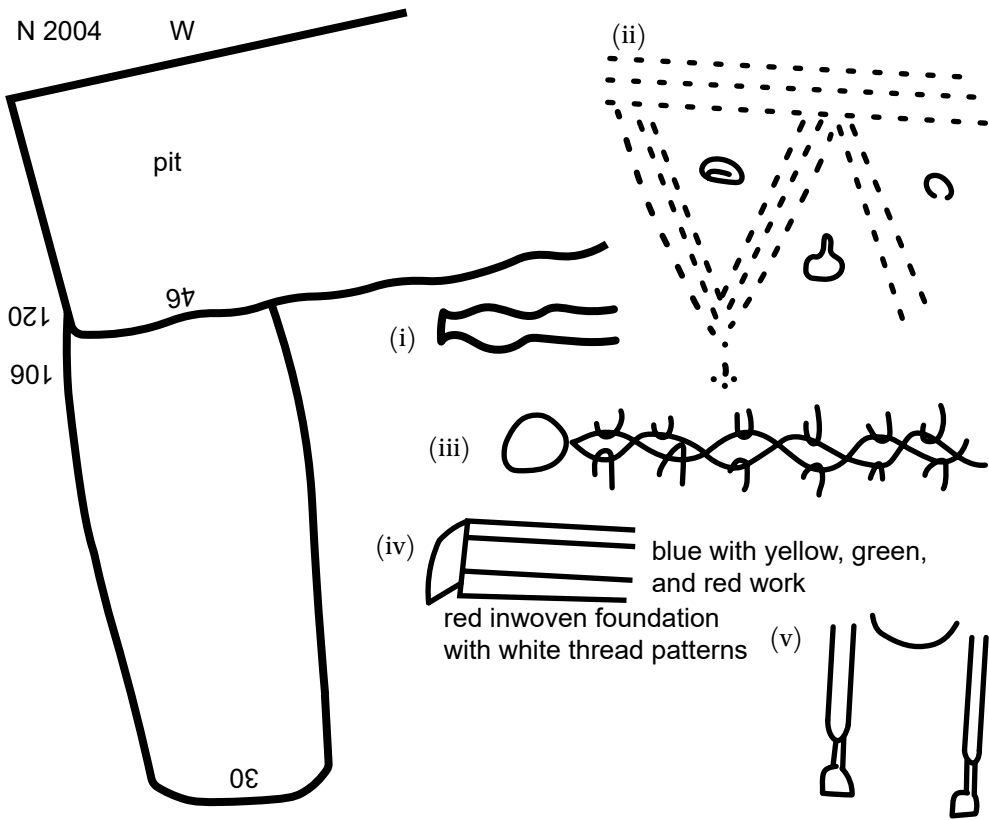 N 2004 W
(ii)
pit
46
120
(i)
106
(iii)
(iv)
blue with yellow, green,
and red work
red inwoven foundation
with white thread patterns
(v)
30